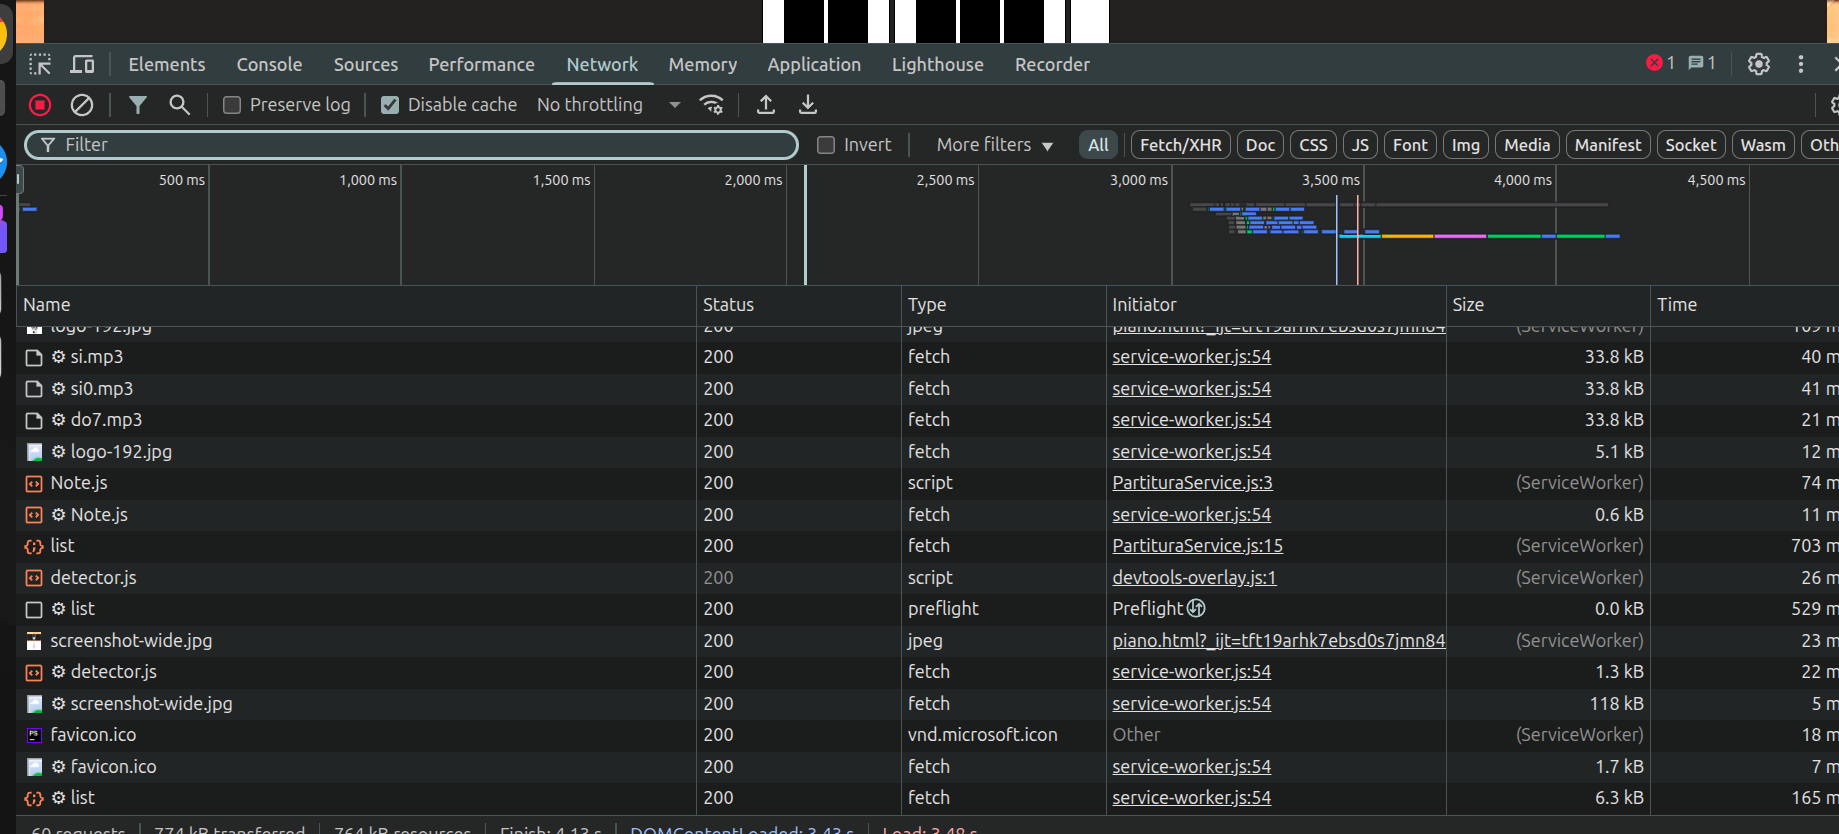 Elements Console Sources Performance Network Memory Application Lighthouse Recorder 1 1
Preserve log Disable cache No throttling
Filter Invert More filters All Fetch/XHR Doc CSS JS Font Img Media Manifest Socket Wasm Oth
500 ms 1,000 ms 1,500 ms 2,000 ms 2,500 ms 3,000 ms 3,500 ms 4,000 ms 4,500 ms
Name Status Type Initiator Size Time
logo-192.jpg 200 jpeg piano.html?_ijt=tft19arhk7ebsd0s7jmn84 (ServiceWorker) 109 m
si.mp3 200 fetch service-worker.js:54 33.8 kB 40 m
si0.mp3 200 fetch service-worker.js:54 33.8 kB 41 m
do7.mp3 200 fetch service-worker.js:54 33.8 kB 21 m
logo-192.jpg 200 fetch service-worker.js:54 5.1 kB 12 m
Note.js 200 script PartituraService.js:3 (ServiceWorker) 74 m
Note.js 200 fetch service-worker.js:54 0.6 kB 11 m
list 200 fetch PartituraService.js:15 (ServiceWorker) 703 m
detector.js 200 script devtools-overlay.js:1 (ServiceWorker) 26 m
list 200 preflight Preflight 0.0 kB 529 m
screenshot-wide.jpg 200 jpeg piano.html?_ijt=tft19arhk7ebsd0s7jmn84 (ServiceWorker) 23 m
detector.js 200 fetch service-worker.js:54 1.3 kB 22 m
screenshot-wide.jpg 200 fetch service-worker.js:54 118 kB 5 m
favicon.ico 200 vnd.microsoft.icon Other (ServiceWorker) 18 m
favicon.ico 200 fetch service-worker.js:54 1.7 kB 7 m
list 200 fetch service-worker.js:54 6.3 kB 165 m
60 requests 774 kB transferred 764 kB resources Finish: 4.13 s DOMContentLoaded: 3.43 s Load: 3.48 s